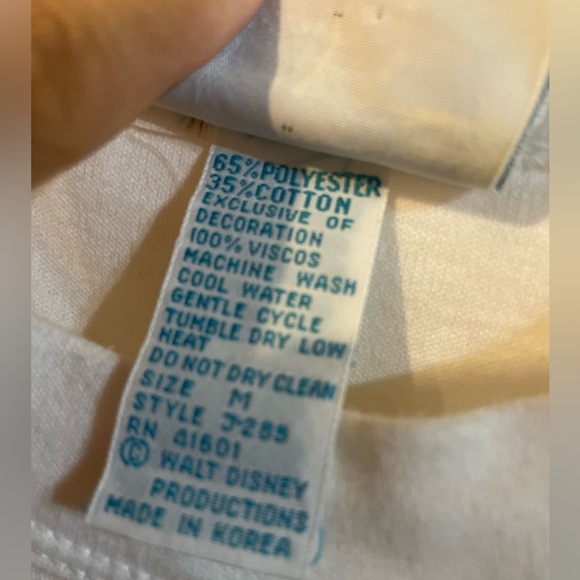 65% POLYESTER
35% COTTON
EXCLUSIVE OF
DECORATION
100% VISCOS
MACHINE WASH
COOL WATER
GENTLE CYCLE
TUMBLE DRY LOW
HEAT
DO NOT DRY CLEAN
SIZE M
STYLE J-285
RN 41601
© WALT DISNEY
PRODUCTIONS
MADE IN KOREA